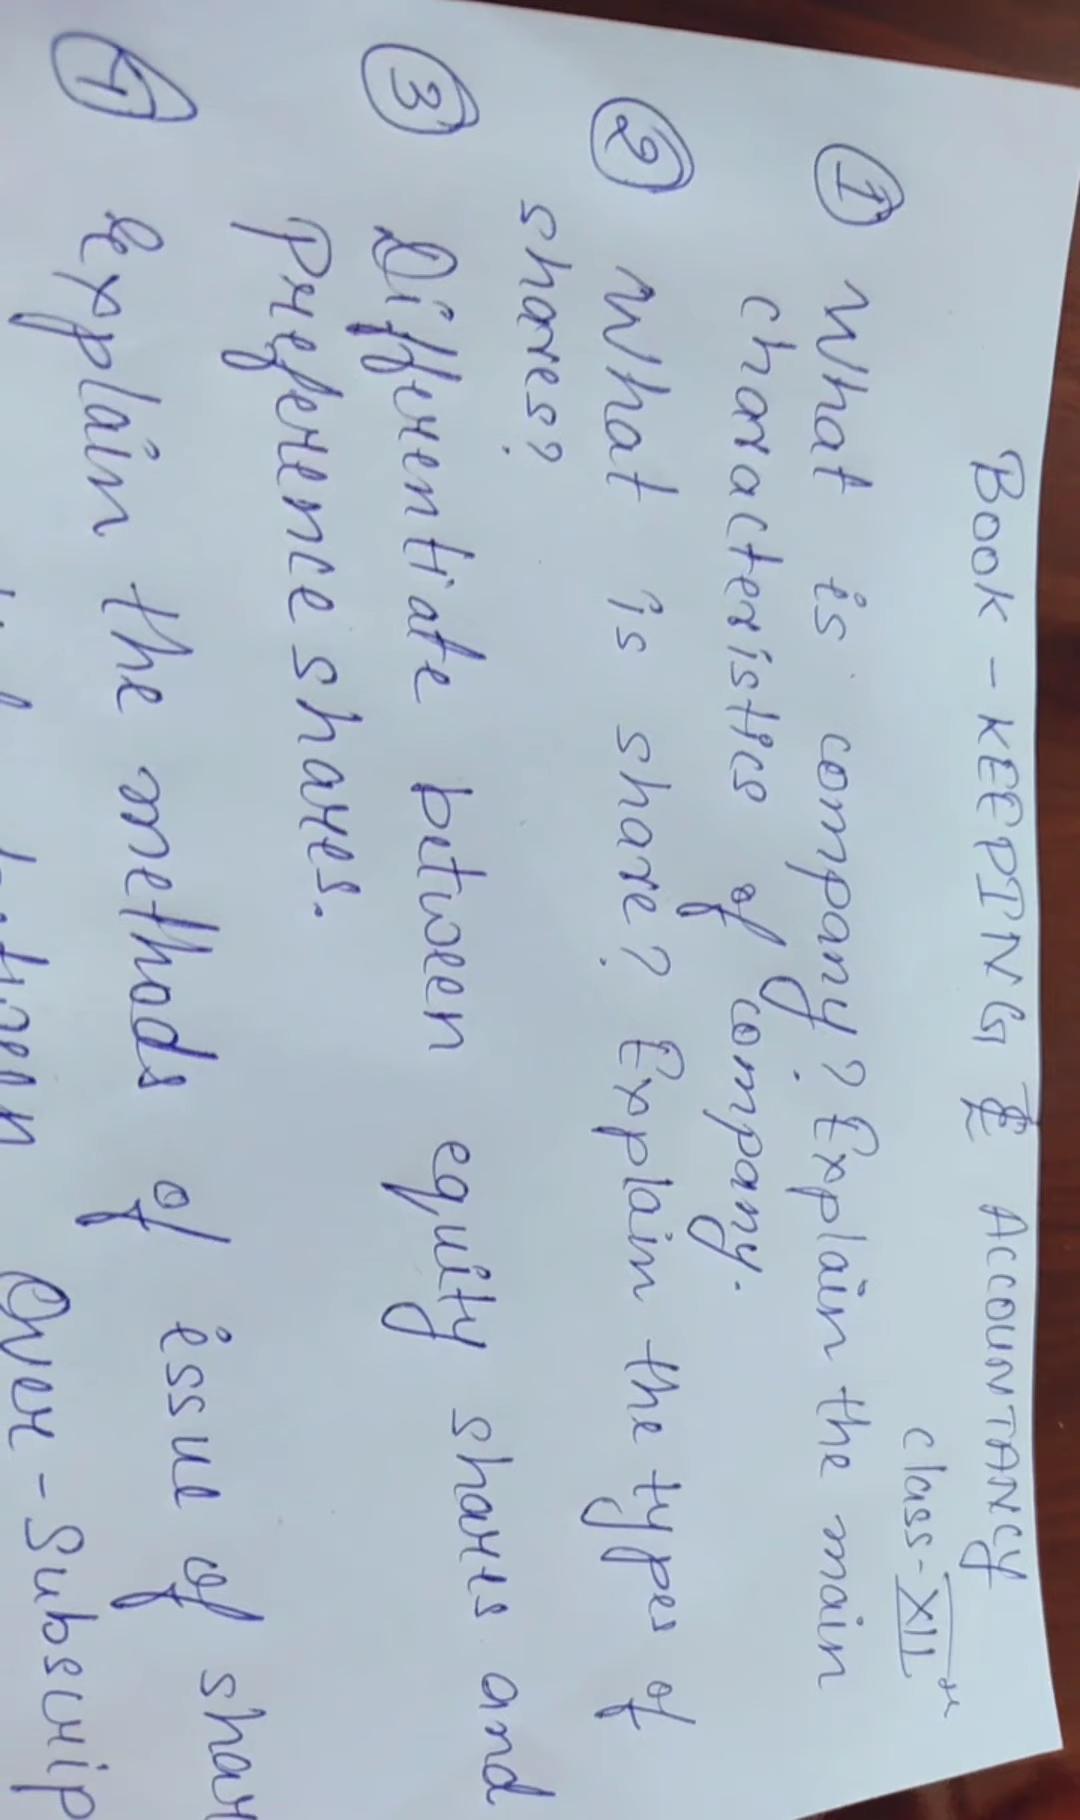 BOOK-KEEPING & ACCOUNTANCY
class-XII
① What is company? Explain the main
characteristics of company.
② What is share? Explain the types of
shares?
③ Differentiate between equity shares and
Preference shares.
④ Explain the methods of issue of shar
Over-Subscrip